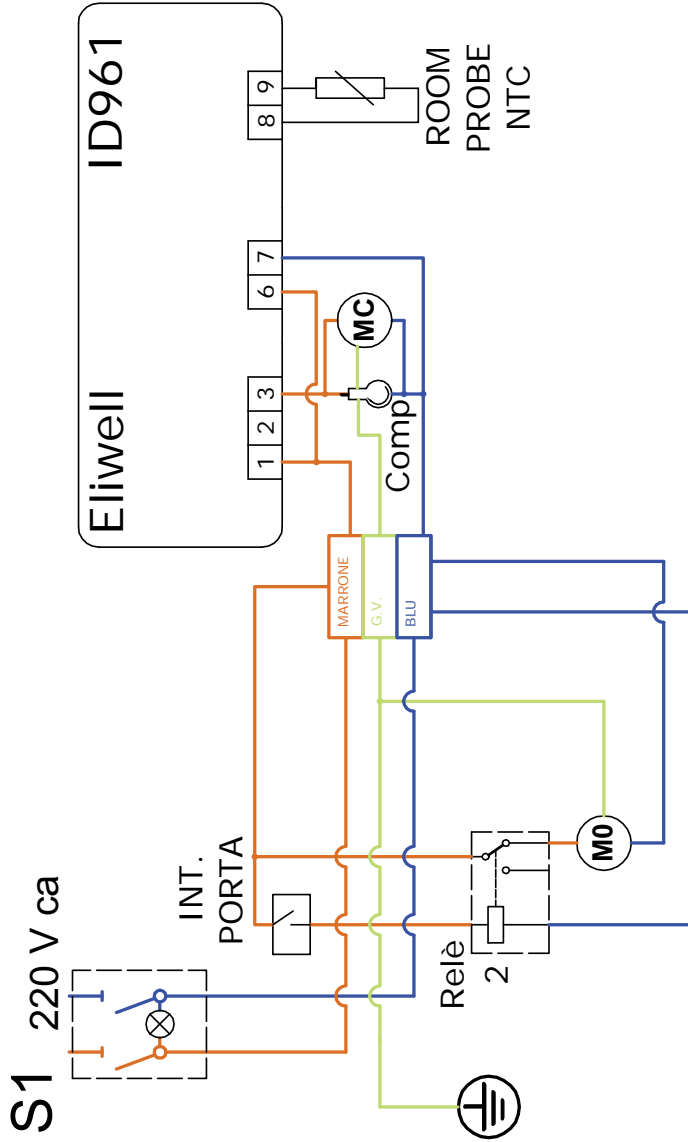 Eliwell ID961
1 2 3 6 7 8 9
ROOM
PROBE
NTC
MC
Comp
MARRONE
G.V.
BLU
S1
220 V ca
INT.
PORTA
Relè
2
M0